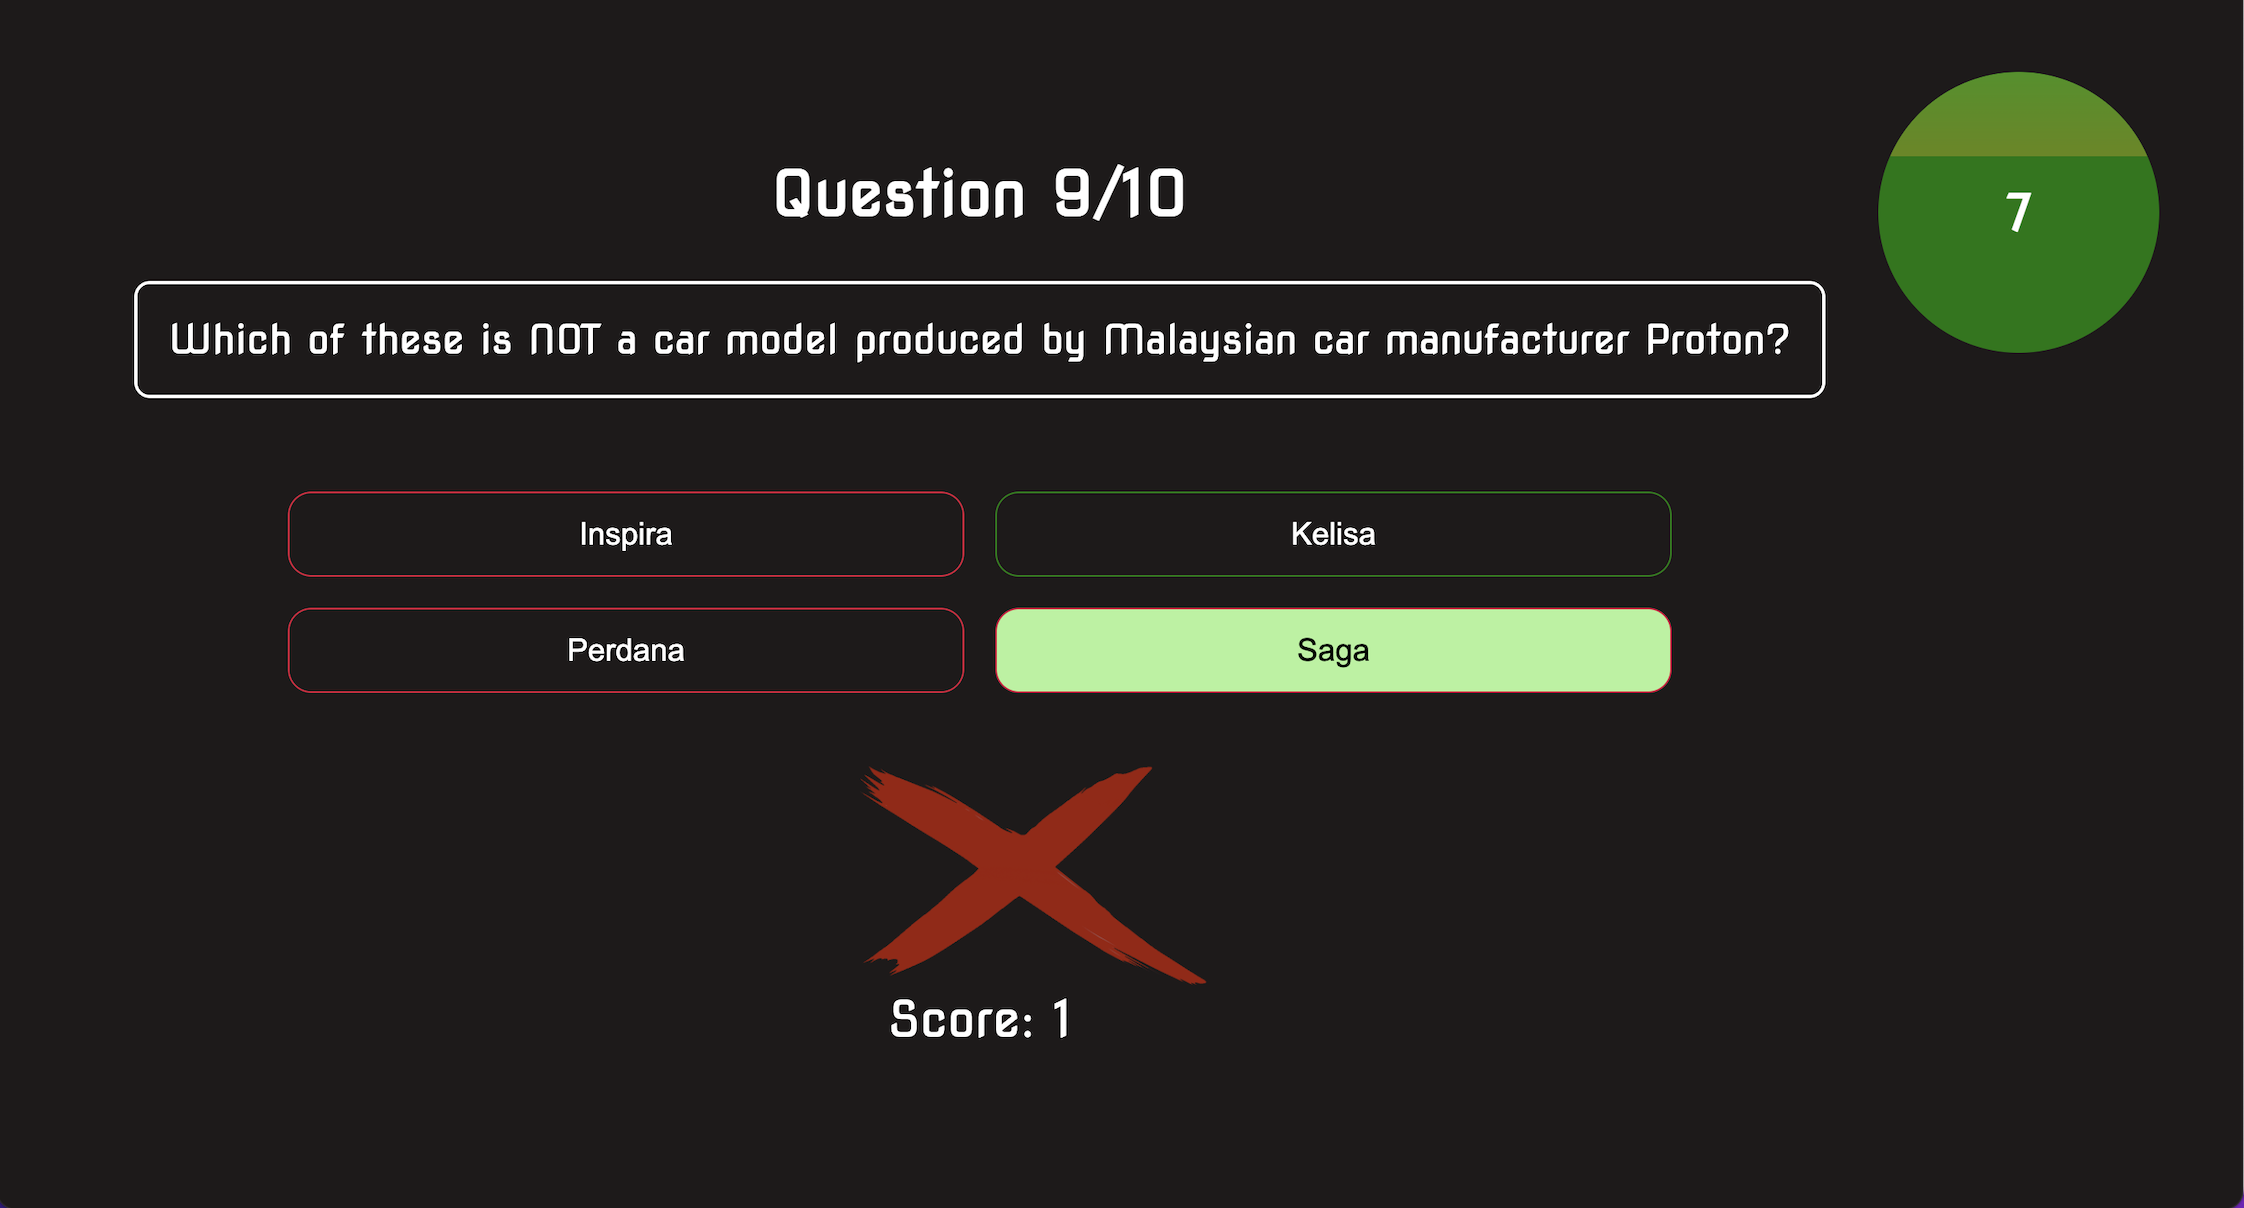 Question 9/10
7
Which of these is NOT a car model produced by Malaysian car manufacturer Proton?
Inspira
Kelisa
Perdana
Saga
Score: 1